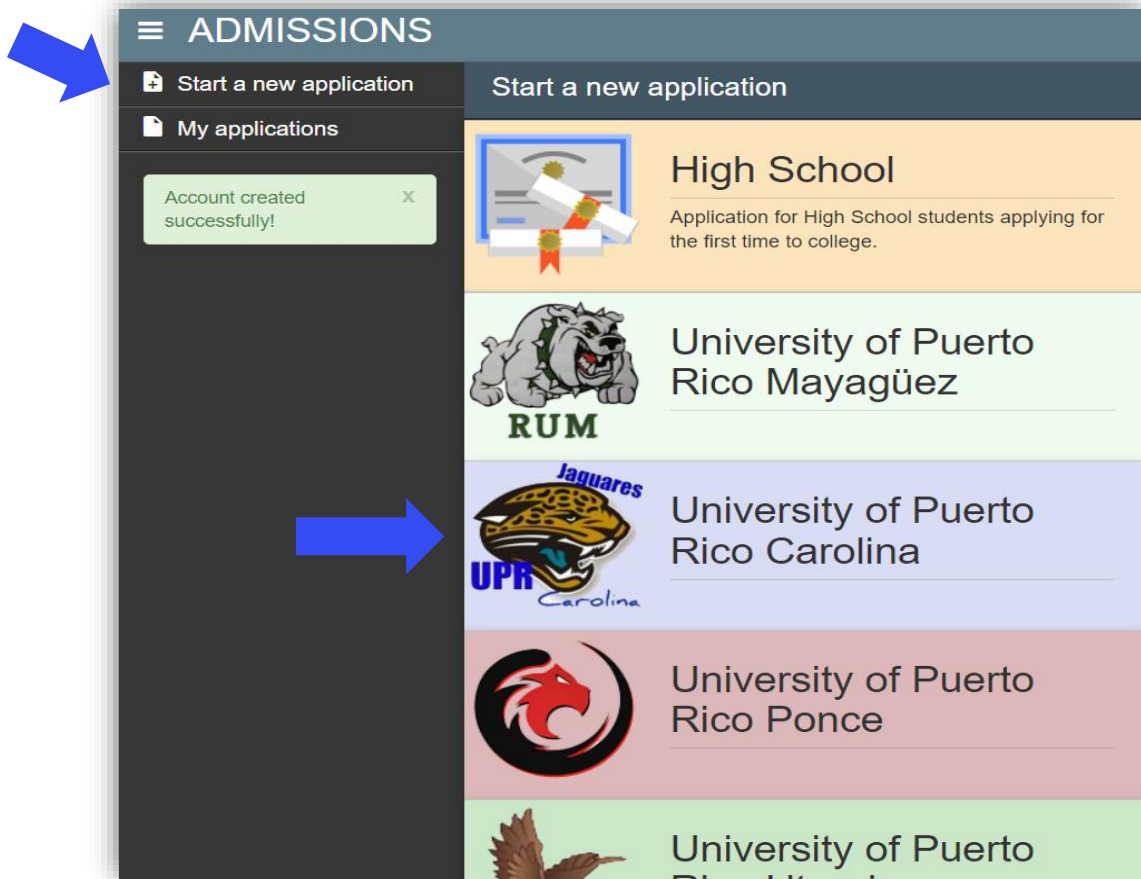 ADMISSIONS
Start a new application
My applications
Account created
successfully!
X
Start a new application
High School
Application for High School students applying for
the first time to college.
RUM
University of Puerto
Rico Mayagüez
Jaguares
UPR
Carolina
University of Puerto
Rico Carolina
University of Puerto
Rico Ponce
University of Puerto